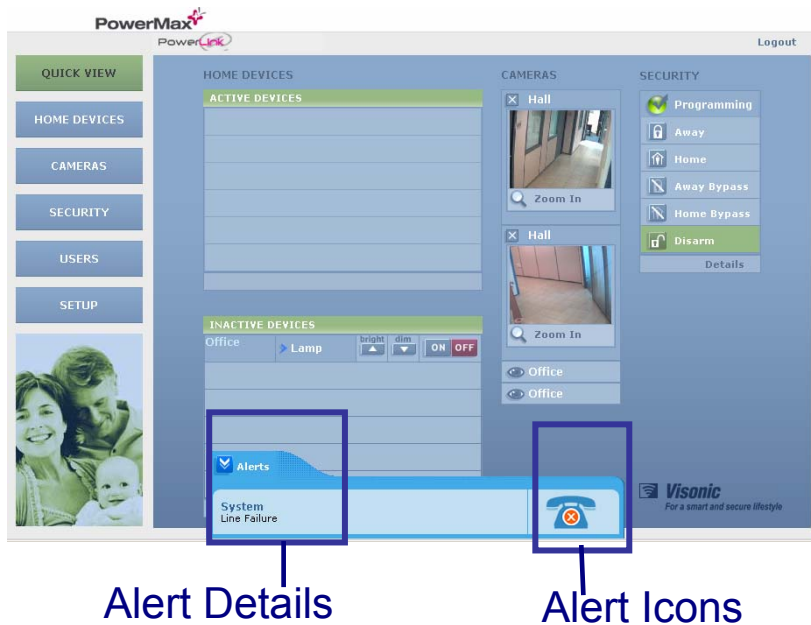 PowerMax
PowerLink
Logout
QUICK VIEW
HOME DEVICES
CAMERAS
SECURITY
USERS
SETUP
HOME DEVICES
ACTIVE DEVICES
INACTIVE DEVICES
Office
Lamp
bright
dim
ON OFF
CAMERAS
Hall
Zoom In
Hall
Zoom In
Office
Office
SECURITY
Programming
Away
Home
Away Bypass
Home Bypass
Disarm
Details
Alerts
System
Line Failure
Visonic
For a smart and secure lifestyle
Alert Details
Alert Icons